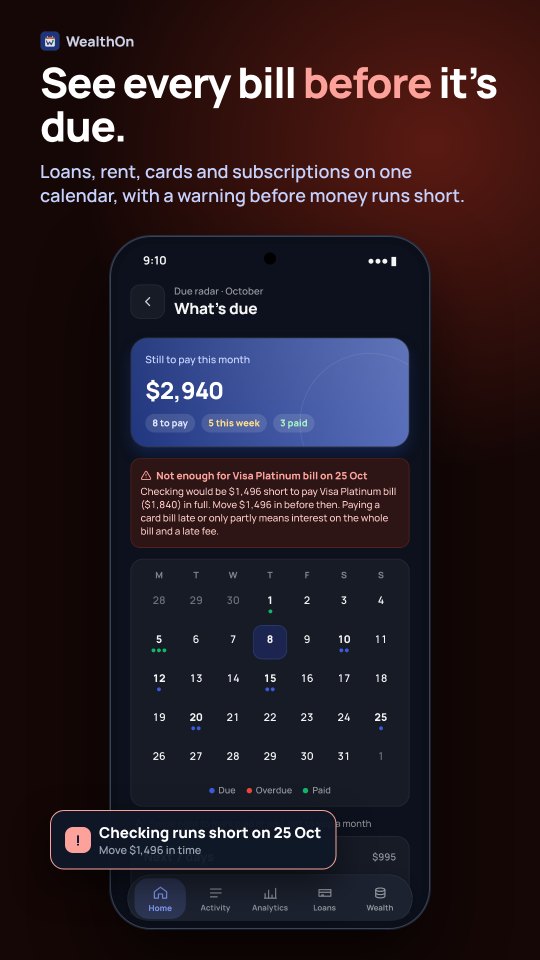 WealthOn
See every bill before it's
due.
Loans, rent, cards and subscriptions on one
calendar, with a warning before money runs short.
9:10
Due radar · October
What's due
Still to pay this month
$2,940
8 to pay
5 this week
3 paid
Not enough for Visa Platinum bill on 25 Oct
Checking would be $1,496 short to pay Visa Platinum bill
($1,840) in full. Move $1,496 in before then. Paying a
card bill late or only partly means interest on the whole
bill and a late fee.
M T W T F S S
28 29 30 1 2 3 4
5 6 7 8 9 10 11
12 13 14 15 16 17 18
19 20 21 22 23 24 25
26 27 28 29 30 31 1
Due Overdue Paid
a month
! Checking runs short on 25 Oct
Move $1,496 in time
Next 7 days $995
Home Activity Analytics Loans Wealth